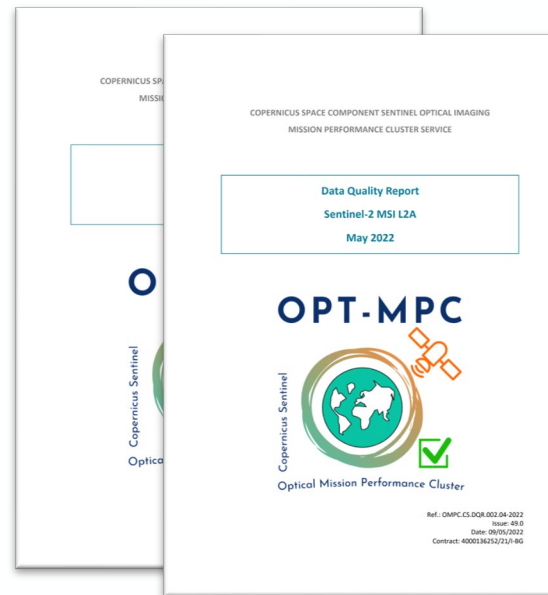 COPERNICUS SP
MISSI
O
Copernicus Sentinel
Optica
COPERNICUS SPACE COMPONENT SENTINEL OPTICAL IMAGING
MISSION PERFORMANCE CLUSTER SERVICE
Data Quality Report
Sentinel-2 MSI L2A
May 2022
OPT-MPC
Copernicus Sentinel
Optical Mission Performance Cluster
Ref.: OMPC.CS.DQR.002.04-2022
Issue: 49.0
Date: 09/05/2022
Contract: 4000136252/21/I-BG